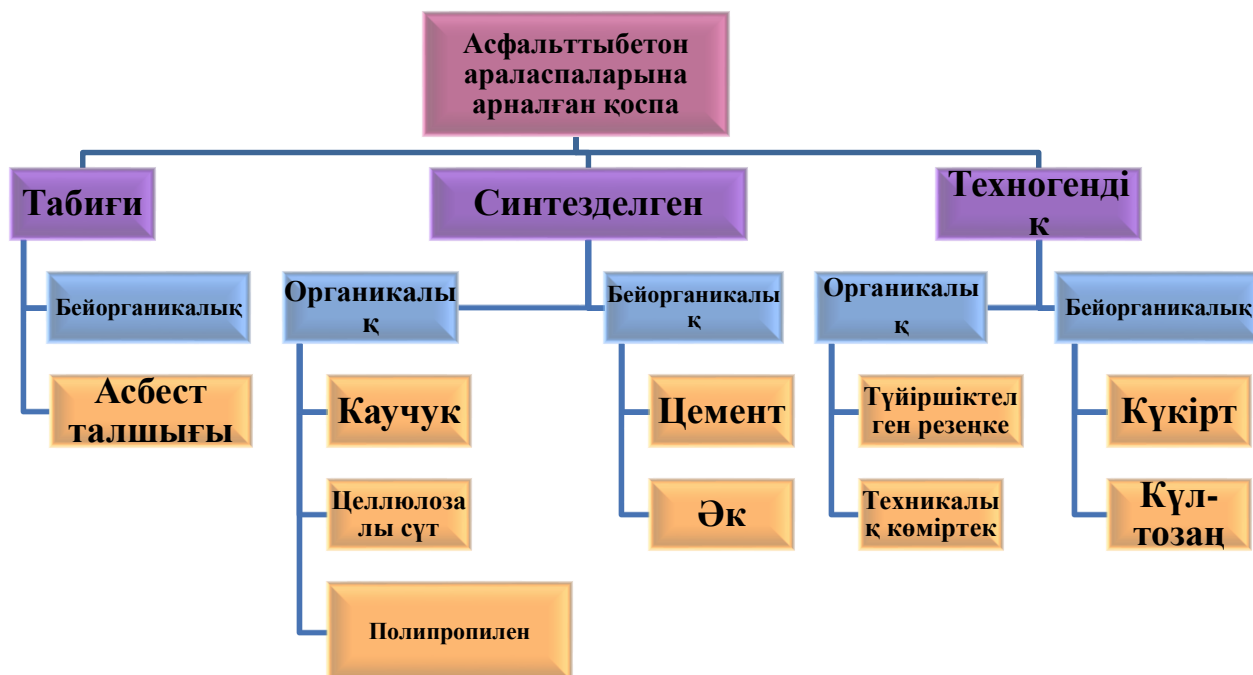 Асфальттыбетон
араласпаларына
арналған қоспа
Табиғи
Синтезделген
Техногенді
к
Бейорганикалық
Органикалы
қ
Бейорганикалы
қ
Органикалы
қ
Бейорганикалық
Асбест
талшығы
Каучук
Цемент
Түйіршіктел
ген резеңке
Күкірт
Целлюлоза
лы сүт
Әк
Техникалы
қ көміртек
Күл-
тозаң
Полипропилен